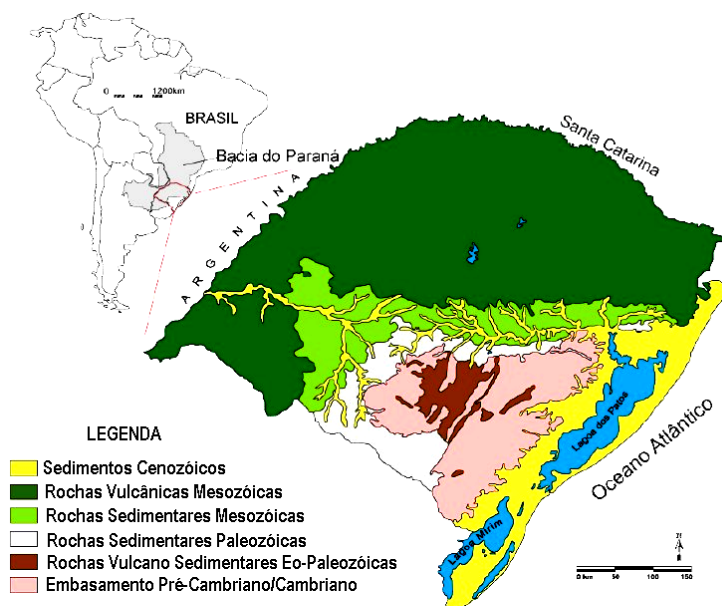 0 1200km
BRASIL
Bacia do Paraná
Santa Catarina
ARGENTINA
Lagoa dos Patos
Oceano Atlântico
Lagoa Mirim
LEGENDA
Sedimentos Cenozóicos
Rochas Vulcânicas Mesozóicas
Rochas Sedimentares Mesozóicas
Rochas Sedimentares Paleozóicas
Rochas Vulcano Sedimentares Eo-Paleozóicas
Embasamento Pré-Cambriano/Cambriano
N
0 km 50 100 150